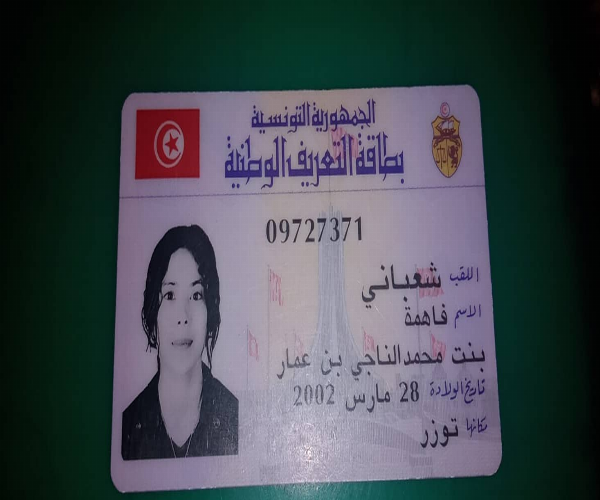 الجمهورية التونسية
بطاقة التعريف الوطنية
09727371
اللقب شعباني
الاسم فاهمة
بنت محمدالناجي بن عمار
تاريخ الولادة 28 مارس 2002
مكانها توزر